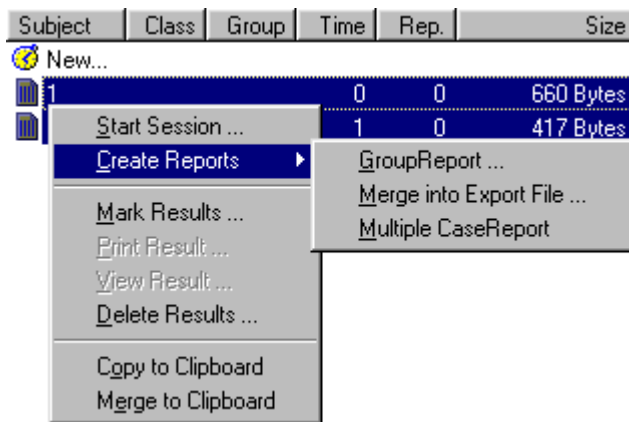 Subject Class Group Time Rep. Size
New...
1 0 0 660 Bytes
1 0 417 Bytes
Start Session ...
Create Reports
Mark Results ...
Print Result ...
View Result ...
Delete Results ...
Copy to Clipboard
Merge to Clipboard
GroupReport ...
Merge into Export File ...
Multiple CaseReport